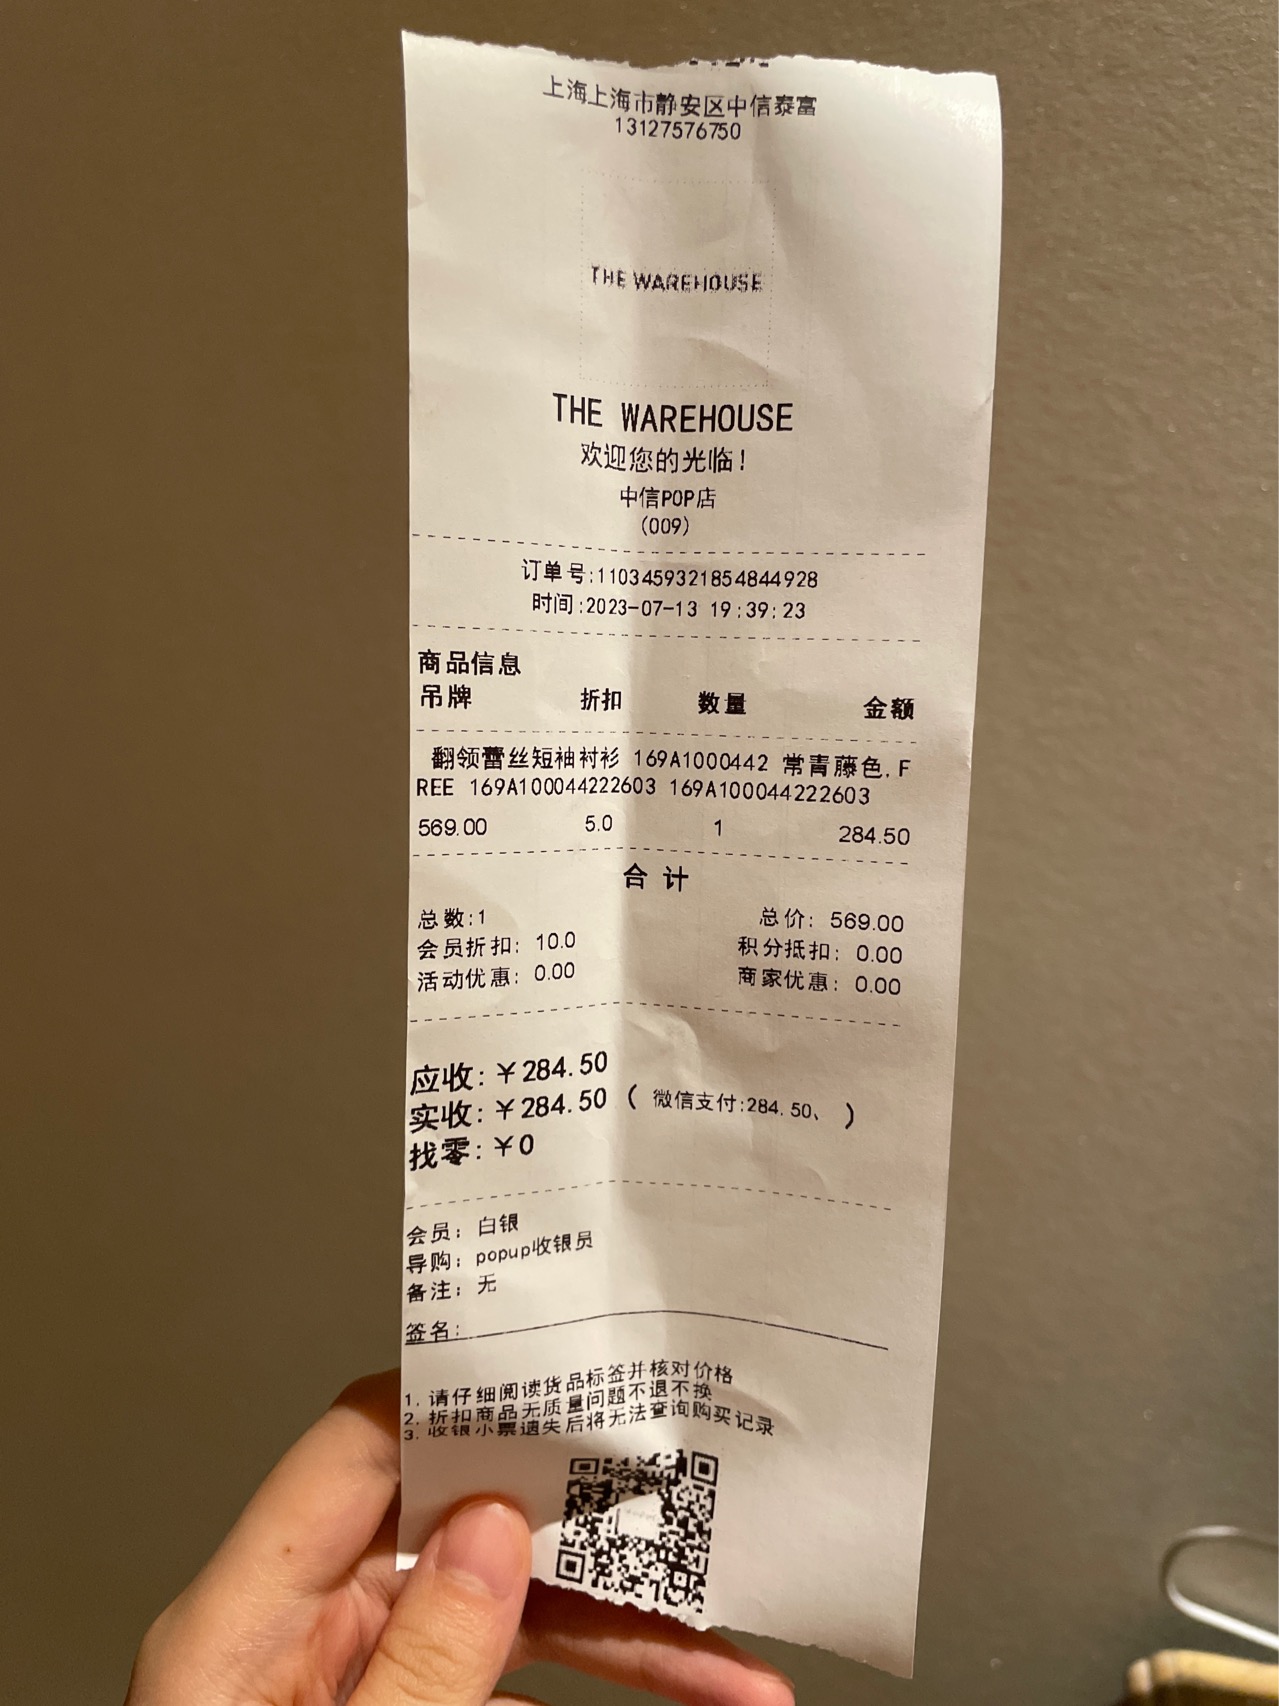 上海上海市静安区中信泰富
13127576750
THE WAREHOUSE
THE WAREHOUSE
欢迎您的光临!
中信POP店
(009)
订单号:1103459321854844928
时间:2023-07-13 19:39:23
商品信息
吊牌 折扣 数量 金额
翻领蕾丝短袖衬衫 169A1000442 常青藤色,F
REE 169A100044222603 169A100044222603
569.00 5.0 1 284.50
合 计
总数:1 总价: 569.00
会员折扣: 10.0 积分抵扣: 0.00
活动优惠: 0.00 商家优惠: 0.00
应收:￥284.50
实收:￥284.50 ( 微信支付:284.50、 )
找零:￥0
会员: 白银
导购: popup收银员
备注: 无
签名:
1. 请仔细阅读货品标签并核对价格
2. 折扣商品无质量问题不退不换
3. 收银小票遗失后将无法查询购买记录